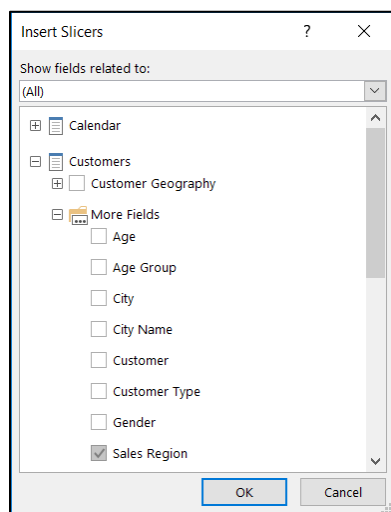 Insert Slicers
Show fields related to:
(All)
Calendar
Customers
Customer Geography
More Fields
Age
Age Group
City
City Name
Customer
Customer Type
Gender
Sales Region
OK Cancel